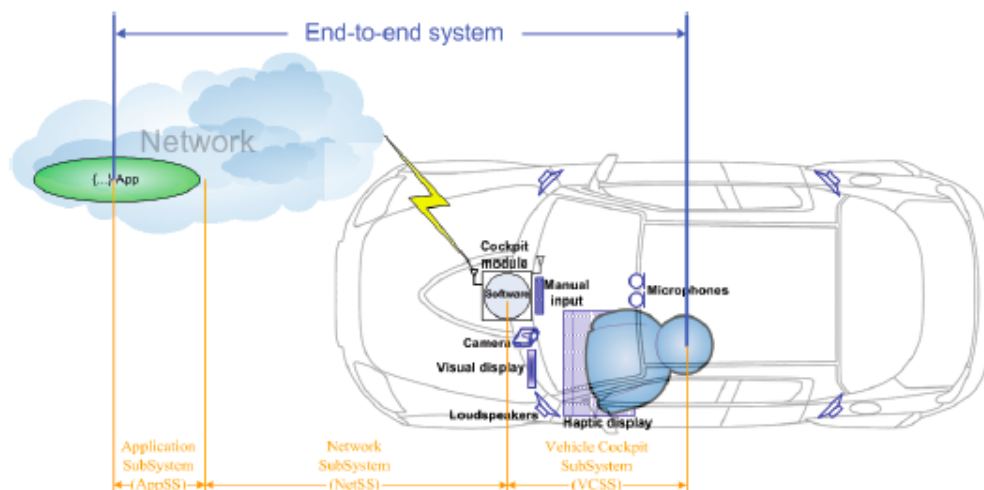 End-to-end system
Network
{...} App
Cockpit
module
Software
Manual
input
Microphones
Camera
Visual display
Loudspeakers
Haptic display
Application
SubSystem
(AppSS)
Network
SubSystem
(NetSS)
Vehicle Cockpit
SubSystem
(VCSS)